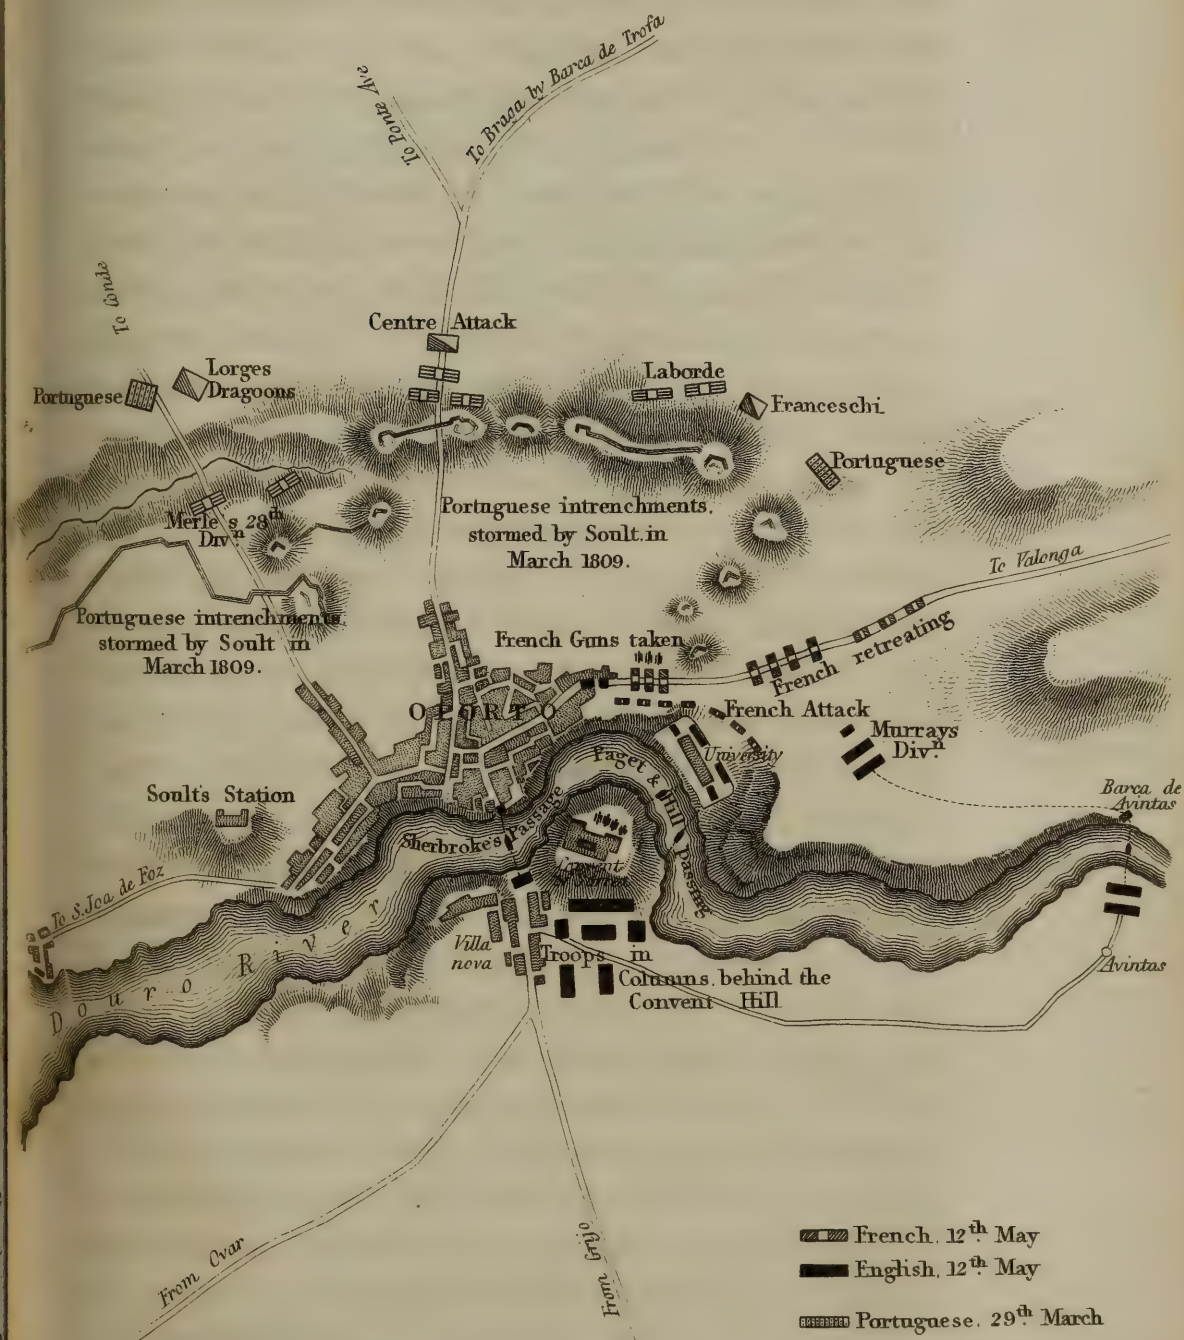 To Ponte Ave
To Braga by Barca de Trofa
To Conde
Centre Attack
Lorges
Dragoons
Portuguese
Laborde
Franceschi
Portuguese
Portuguese intrenchments.
stormed by Soult. in
March 1809.
Merle's 28th
Divn
To Valonga
Portuguese intrenchments
stormed by Soult in
March 1809.
French Guns taken
French retreating
OPORTO
French Attack
Murrays
Divn.
University
Paget & Hill passing
Soult's Station
Barca de
Avintas
Sherbroke's Passage
Convent
To S. Joa de Foz
Douro River
Villa
nova
Troops in
Columns. behind the
Convent Hill
Avintas
From Ovar
From Grijo
French. 12th. May
English. 12th. May
Portuguese. 29th. March